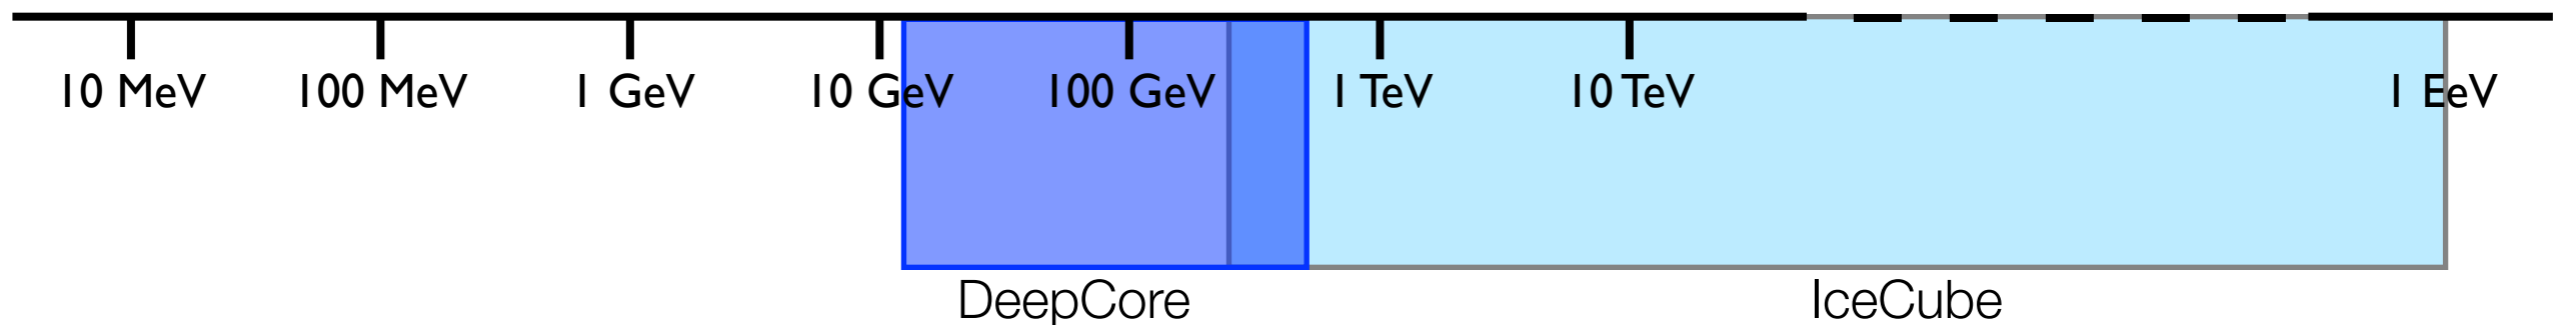 10 MeV 100 MeV 1 GeV 10 GeV 100 GeV 1 TeV 10 TeV 1 EeV
DeepCore IceCube